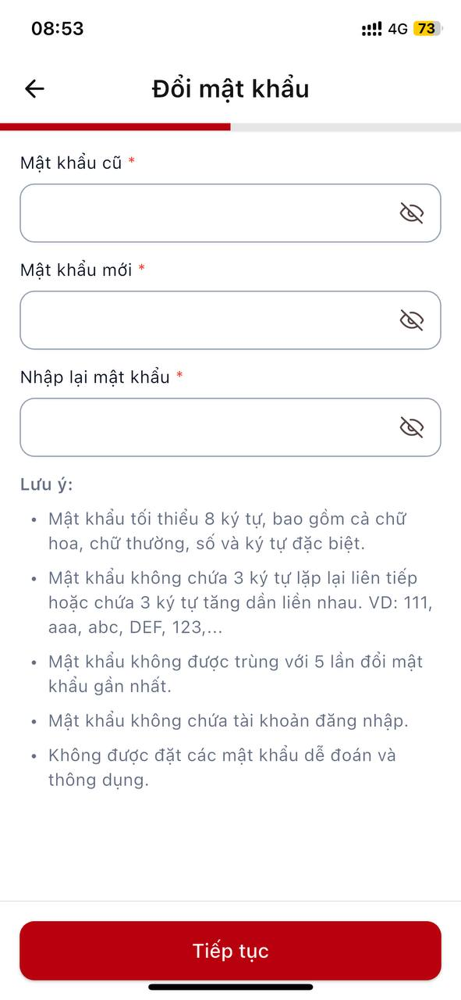 08:53
4G 73
Đổi mật khẩu
Mật khẩu cũ *
Mật khẩu mới *
Nhập lại mật khẩu *
Lưu ý:
• Mật khẩu tối thiểu 8 ký tự, bao gồm cả chữ
hoa, chữ thường, số và ký tự đặc biệt.
• Mật khẩu không chứa 3 ký tự lặp lại liên tiếp
hoặc chứa 3 ký tự tăng dần liền nhau. VD: 111,
aaa, abc, DEF, 123,...
• Mật khẩu không được trùng với 5 lần đổi mật
khẩu gần nhất.
• Mật khẩu không chứa tài khoản đăng nhập.
• Không được đặt các mật khẩu dễ đoán và
thông dụng.
Tiếp tục